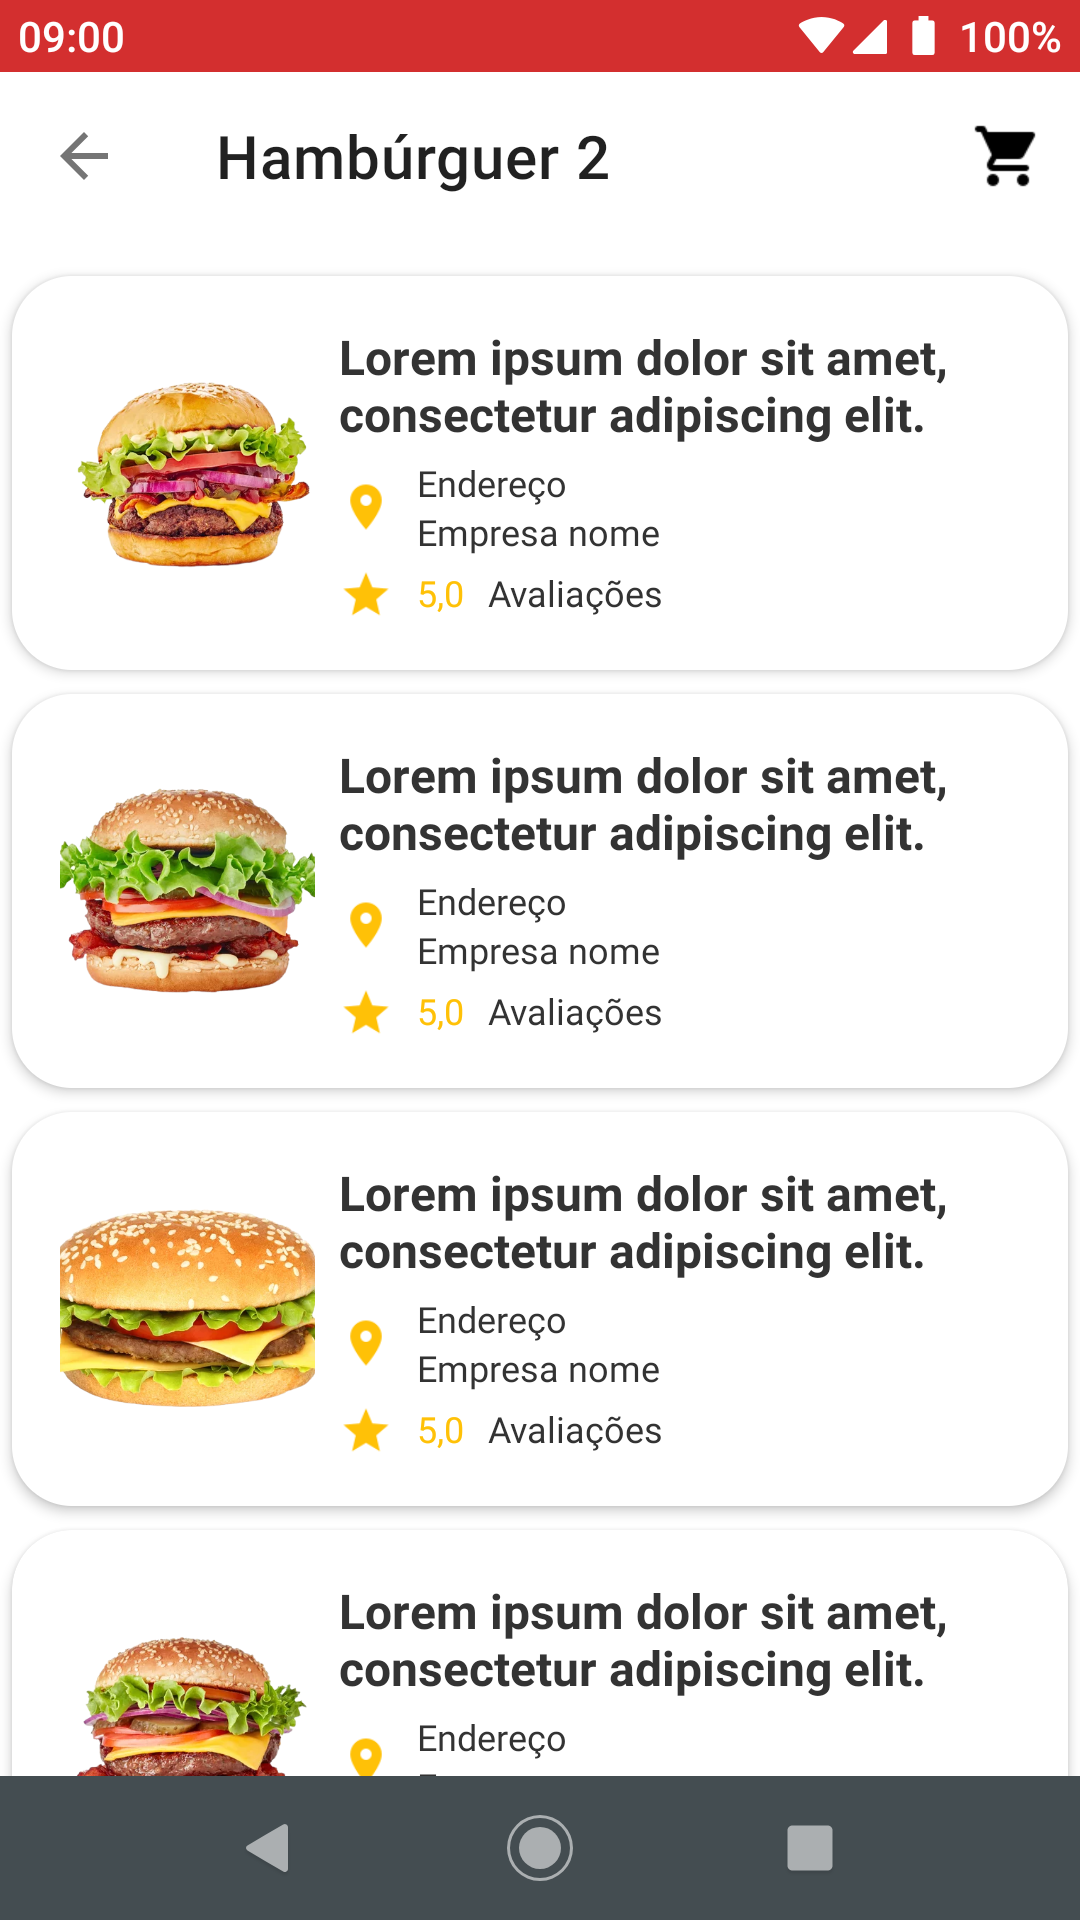 09:00 100%
Hambúrguer 2
Lorem ipsum dolor sit amet,
consectetur adipiscing elit.
Endereço
Empresa nome
5,0 Avaliações
Lorem ipsum dolor sit amet,
consectetur adipiscing elit.
Endereço
Empresa nome
5,0 Avaliações
Lorem ipsum dolor sit amet,
consectetur adipiscing elit.
Endereço
Empresa nome
5,0 Avaliações
Lorem ipsum dolor sit amet,
consectetur adipiscing elit.
Endereço